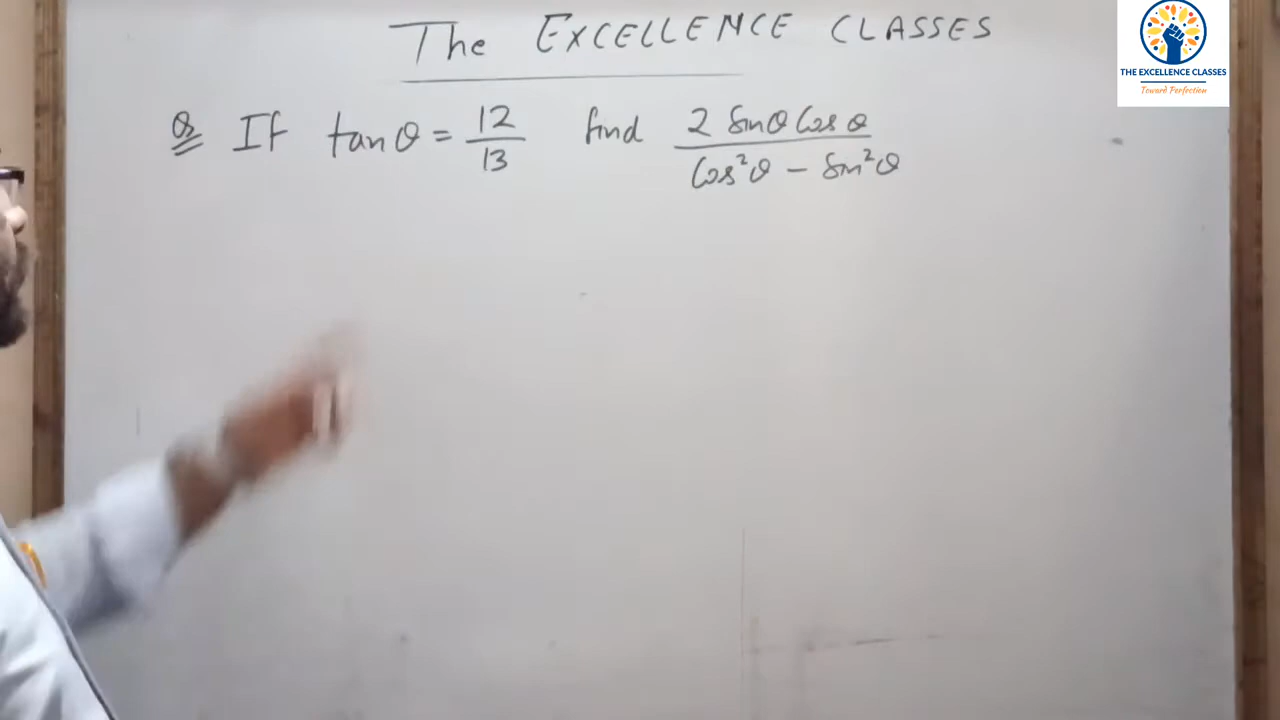 The EXCELLENCE CLASSES
THE EXCELLENCE CLASSES
Toward Perfection
Q If tanθ = 12/13 find 2 Sinθ Cosθ / Cos²θ - Sin²θ